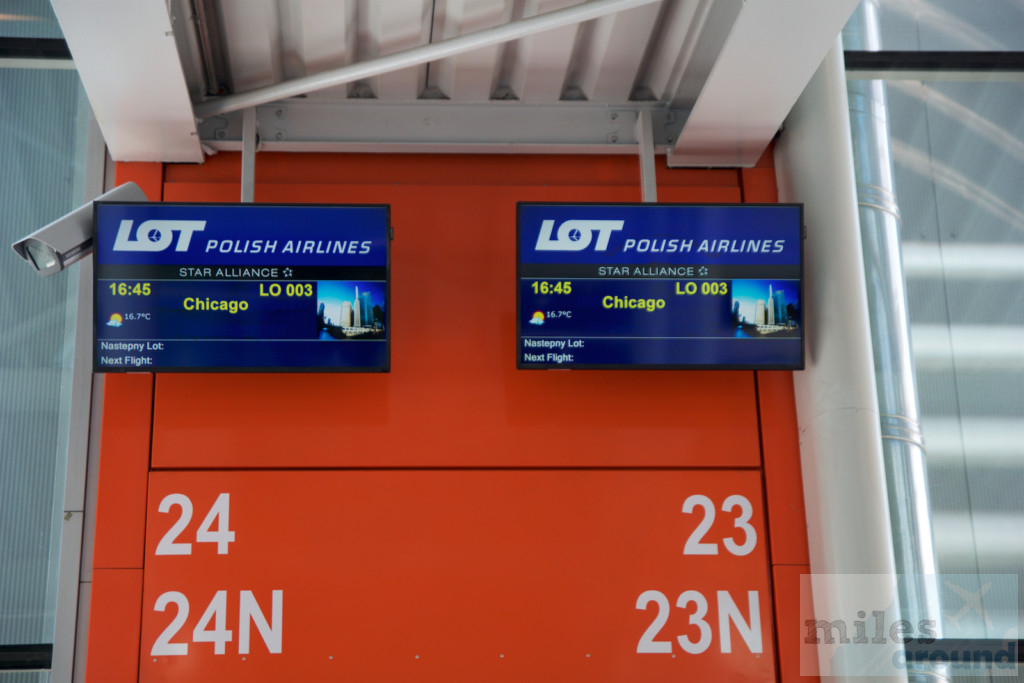 LOT POLISH AIRLINES
STAR ALLIANCE
16:45 LO 003
Chicago
16.7°C
Nastepny Lot:
Next Flight:
LOT POLISH AIRLINES
STAR ALLIANCE
16:45 LO 003
Chicago
16.7°C
Nastepny Lot:
Next Flight:
24 23
24N 23N
miles
around